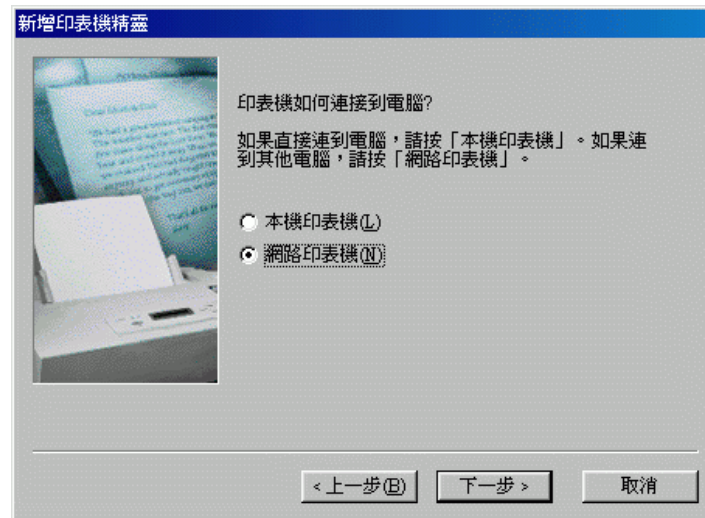 新增印表機精靈
印表機如何連接到電腦?
如果直接連到電腦，請按「本機印表機」。如果連
到其他電腦，請按「網路印表機」。
本機印表機(L)
網路印表機(N)
<上一步(B)
下一步>
取消